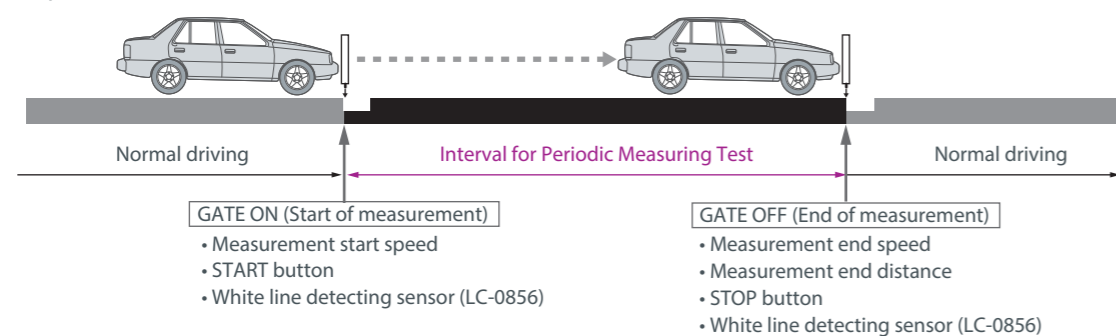 Normal driving
Interval for Periodic Measuring Test
Normal driving
GATE ON (Start of measurement)
• Measurement start speed
• START button
• White line detecting sensor (LC-0856)
GATE OFF (End of measurement)
• Measurement end speed
• Measurement end distance
• STOP button
• White line detecting sensor (LC-0856)